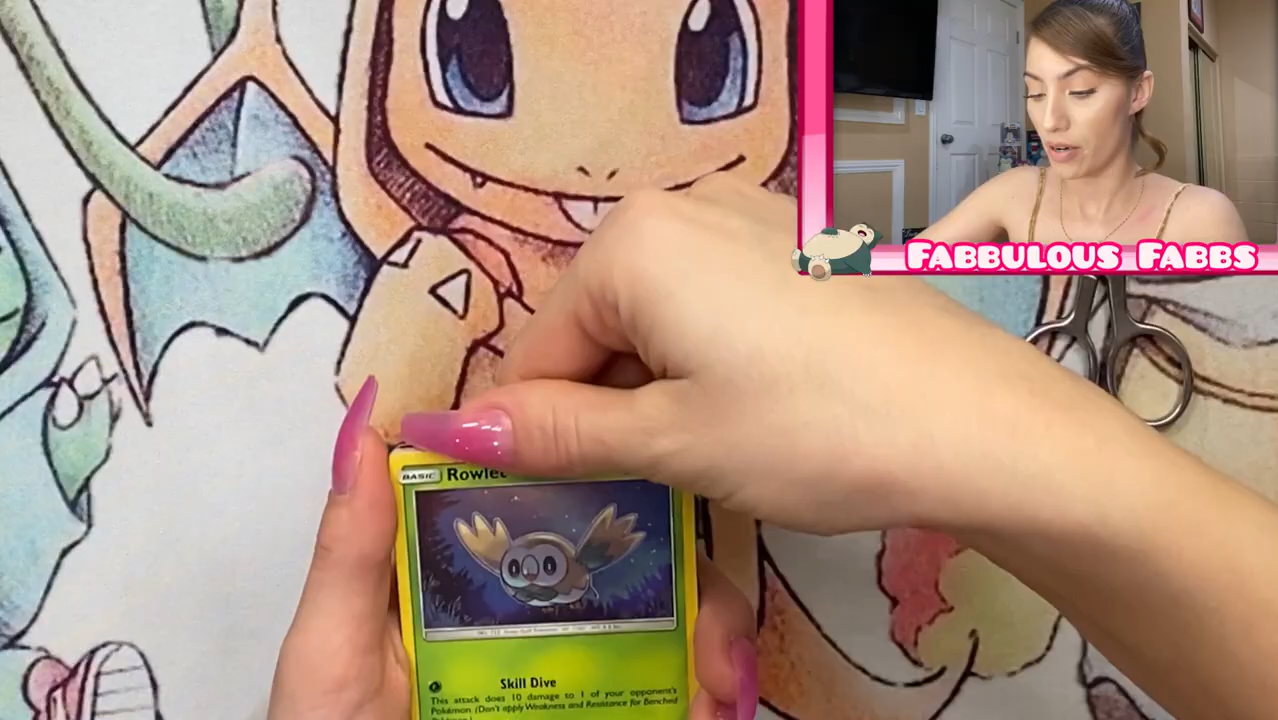 FABBULOUS FABBS
BASIC Rowlet
Skill Dive
This attack does 10 damage to 1 of your opponent's
Pokémon. (Don't apply Weakness and Resistance for Benched